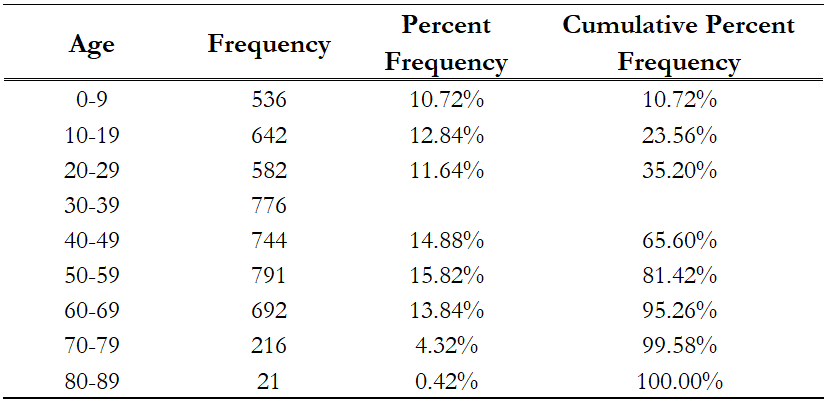 Age Frequency Percent Frequency Cumulative Percent Frequency
0-9 536 10.72% 10.72%
10-19 642 12.84% 23.56%
20-29 582 11.64% 35.20%
30-39 776
40-49 744 14.88% 65.60%
50-59 791 15.82% 81.42%
60-69 692 13.84% 95.26%
70-79 216 4.32% 99.58%
80-89 21 0.42% 100.00%